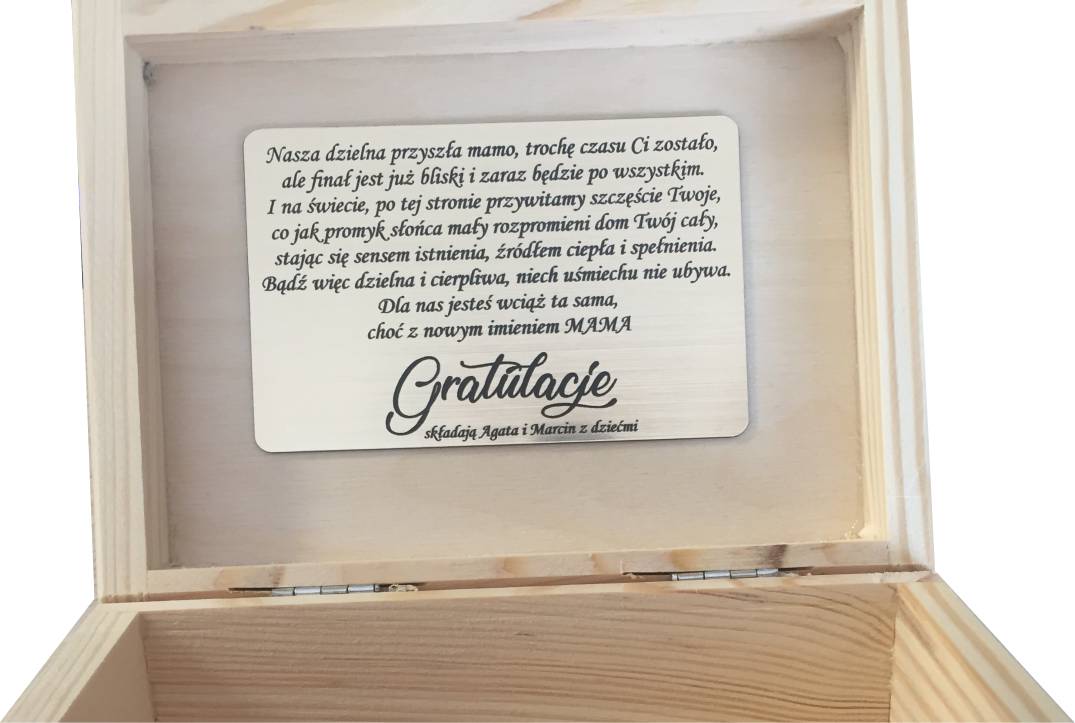 Nasza dzielna przyszła mamo, trochę czasu Ci zostało,
ale finał jest już bliski i zaraz będzie po wszystkim.
I na świecie, po tej stronie przywitamy szczęście Twoje,
co jak promyk słońca mały rozpromieni dom Twój cały,
stając się sensem istnienia, źródłem ciepła i spełnienia.
Bądź więc dzielna i cierpliwa, niech uśmiechu nie ubywa.
Dla nas jesteś wciąż ta sama,
choć z nowym imieniem MAMA
Gratulacje
składają Agata i Marcin z dziećmi